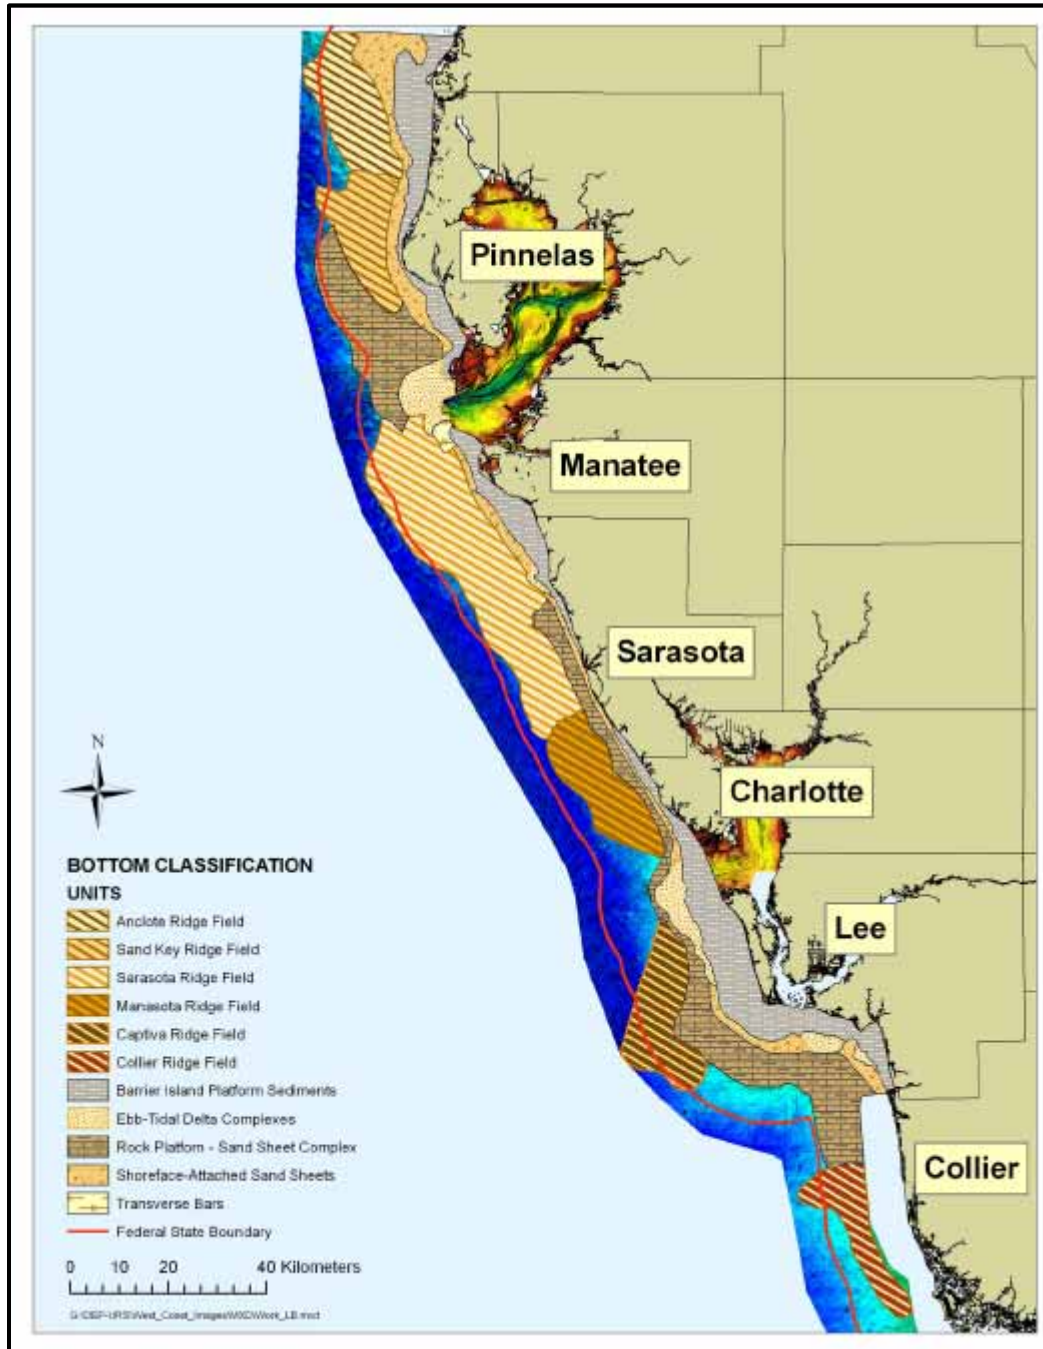 Pinnelas
Manatee
Sarasota
Charlotte
Lee
Collier
N
BOTTOM CLASSIFICATION
UNITS
Anclote Ridge Field
Sand Key Ridge Field
Sarasota Ridge Field
Manasota Ridge Field
Captiva Ridge Field
Collier Ridge Field
Barrier Island Platform Sediments
Ebb-Tidal Delta Complexes
Rock Platform - Sand Sheet Complex
Shoreface-Attached Sand Sheets
Transverse Bars
Federal State Boundary
0 10 20 40 Kilometers